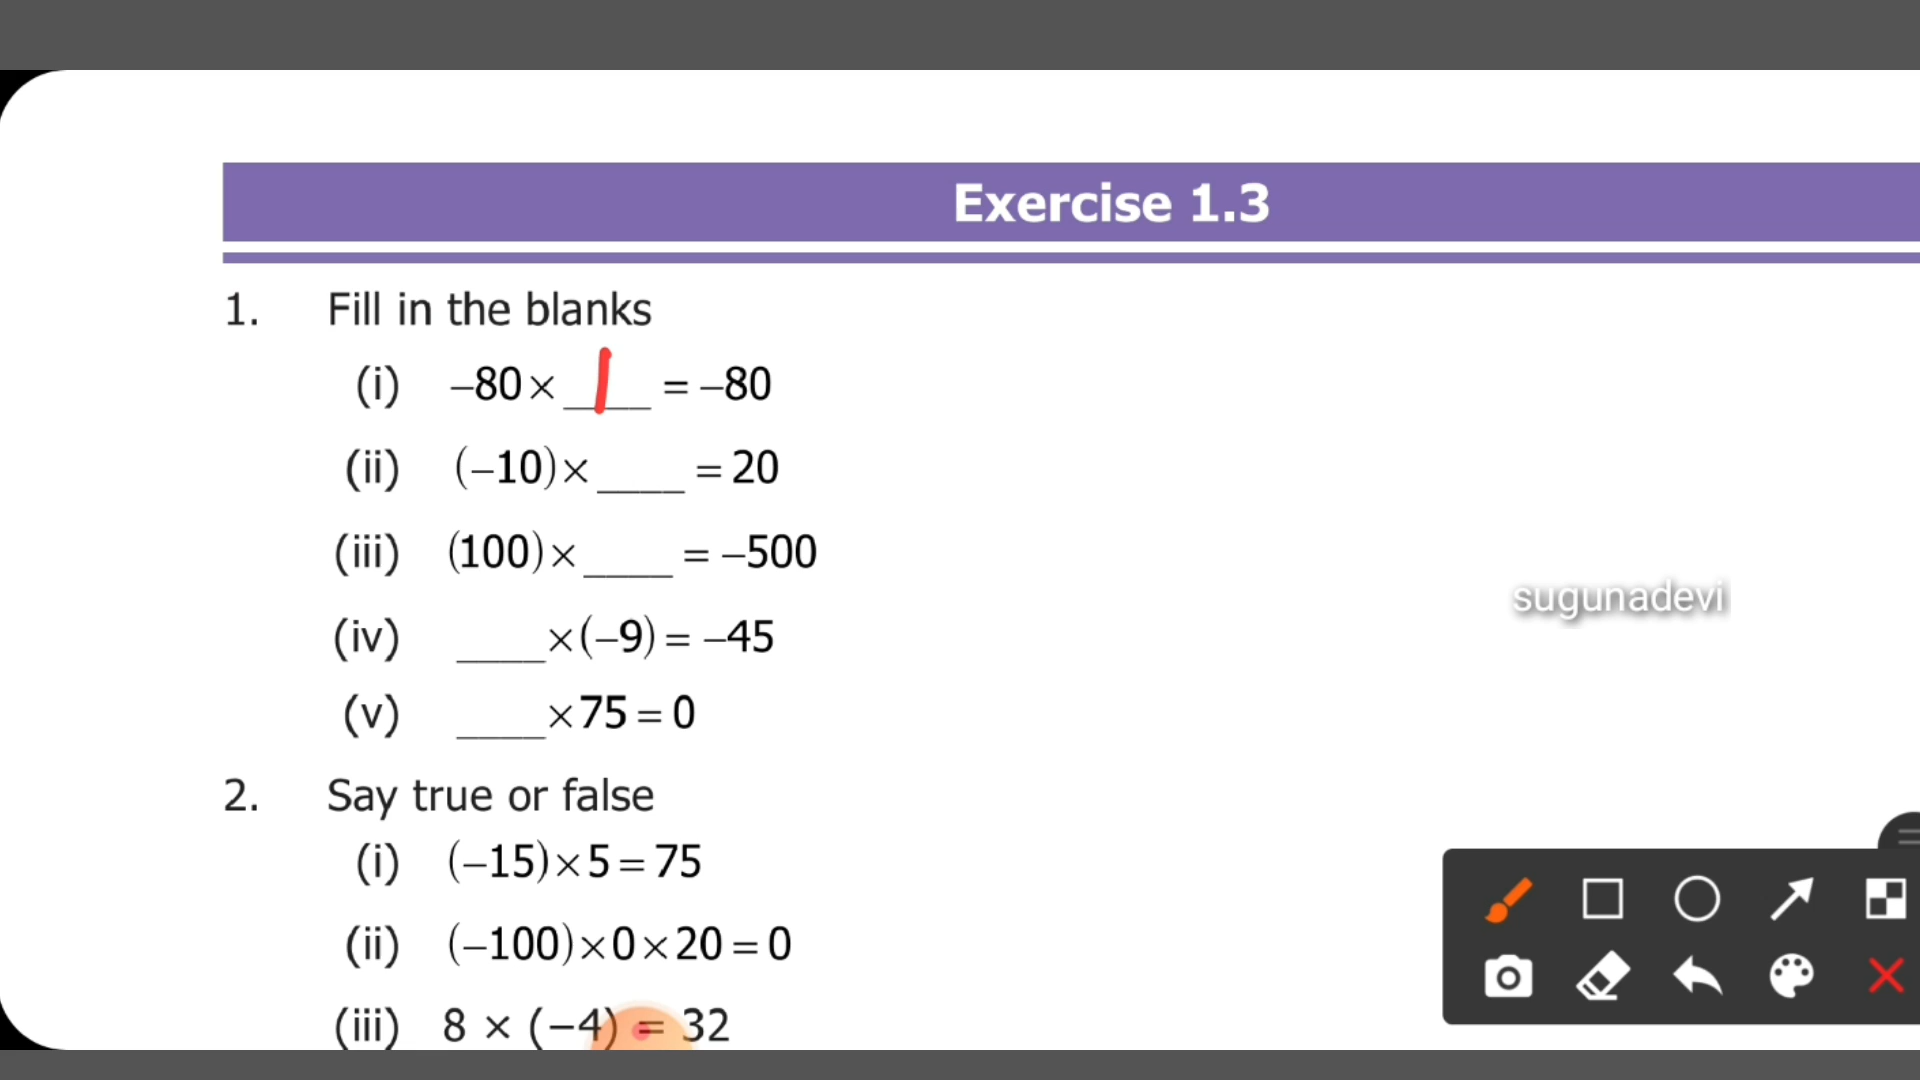 Exercise 1.3
1. Fill in the blanks
(i) –80×__1__ = –80
(ii) (–10)×____ = 20
(iii) (100)×____ = –500
(iv) ____×(–9) = –45
(v) ____×75 = 0
sugunadevi
2. Say true or false
(i) (–15)×5 = 75
(ii) (–100)×0×20 = 0
(iii) 8 × (–4) = 32